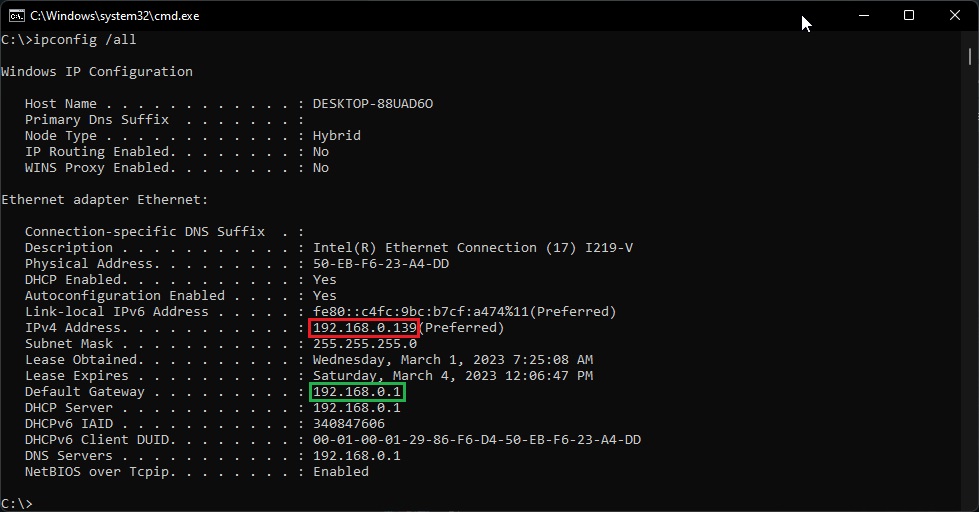 C:\Windows\system32\cmd.exe
C:\>ipconfig /all
Windows IP Configuration
Host Name . . . . . . . . . . . . : DESKTOP-88UAD6O
Primary Dns Suffix  . . . . . . . :
Node Type . . . . . . . . . . . . : Hybrid
IP Routing Enabled. . . . . . . . : No
WINS Proxy Enabled. . . . . . . . : No
Ethernet adapter Ethernet:
Connection-specific DNS Suffix  . :
Description . . . . . . . . . . . : Intel(R) Ethernet Connection (17) I219-V
Physical Address. . . . . . . . . : 50-EB-F6-23-A4-DD
DHCP Enabled. . . . . . . . . . . : Yes
Autoconfiguration Enabled . . . . : Yes
Link-local IPv6 Address . . . . . : fe80::c4fc:9bc:b7cf:a474%11(Preferred)
IPv4 Address. . . . . . . . . . . : 192.168.0.139(Preferred)
Subnet Mask . . . . . . . . . . . : 255.255.255.0
Lease Obtained. . . . . . . . . . : Wednesday, March 1, 2023 7:25:08 AM
Lease Expires . . . . . . . . . . : Saturday, March 4, 2023 12:06:47 PM
Default Gateway . . . . . . . . . : 192.168.0.1
DHCP Server . . . . . . . . . . . : 192.168.0.1
DHCPv6 IAID . . . . . . . . . . . : 340847606
DHCPv6 Client DUID. . . . . . . . : 00-01-00-01-29-86-F6-D4-50-EB-F6-23-A4-DD
DNS Servers . . . . . . . . . . . : 192.168.0.1
NetBIOS over Tcpip. . . . . . . . : Enabled
C:\>